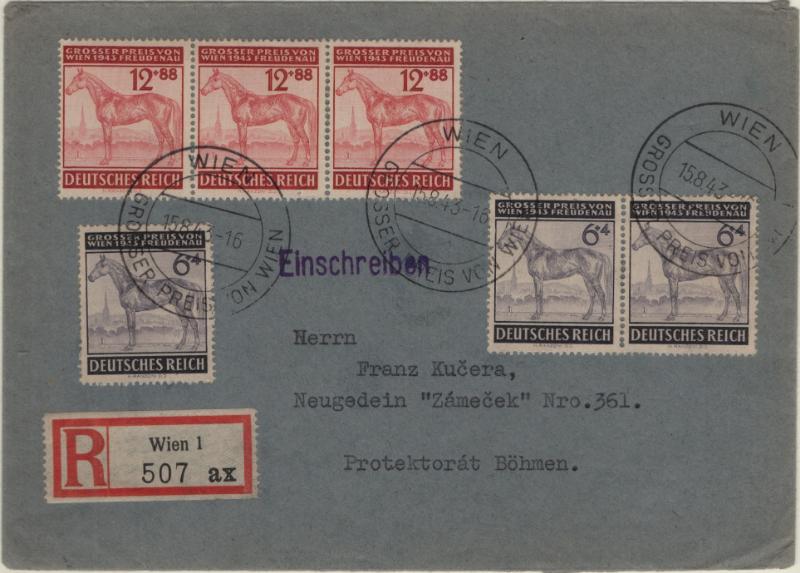 GROSSER PREIS VON
WIEN 1943 FREUDENAU
12+88
DEUTSCHES REICH
GROSSER PREIS VON
WIEN 1943 FREUDENAU
12+88
DEUTSCHES REICH
GROSSER PREIS VON
WIEN 1943 FREUDENAU
12+88
DEUTSCHES REICH
WIEN
15.8.43-16
GROSSER PREIS VON WIEN
WIEN
15.8.43-16
GROSSER PREIS VON WIEN
WIEN
15.8.43-
GROSS PREIS VON
GROSSER PREIS VON
WIEN 1943 FREUDENAU
6+4
DEUTSCHES REICH
GROSSER PREIS VON
WIEN 1943 FREUDENAU
6+4
DEUTSCHES REICH
GROSSER PREIS VON
WIEN 1943 FREUDENAU
6+4
DEUTSCHES REICH
Einschreiben
Herrn
Franz Kučera,
Neugedein "Zámeček" Nro.361.
Protektorát Böhmen.
R
Wien 1
507 ax